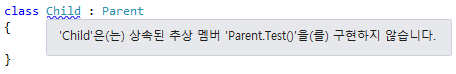 class Child : Parent
{
'Child'은(는) 상속된 추상 멤버 'Parent.Test()'을(를) 구현하지 않습니다.
}